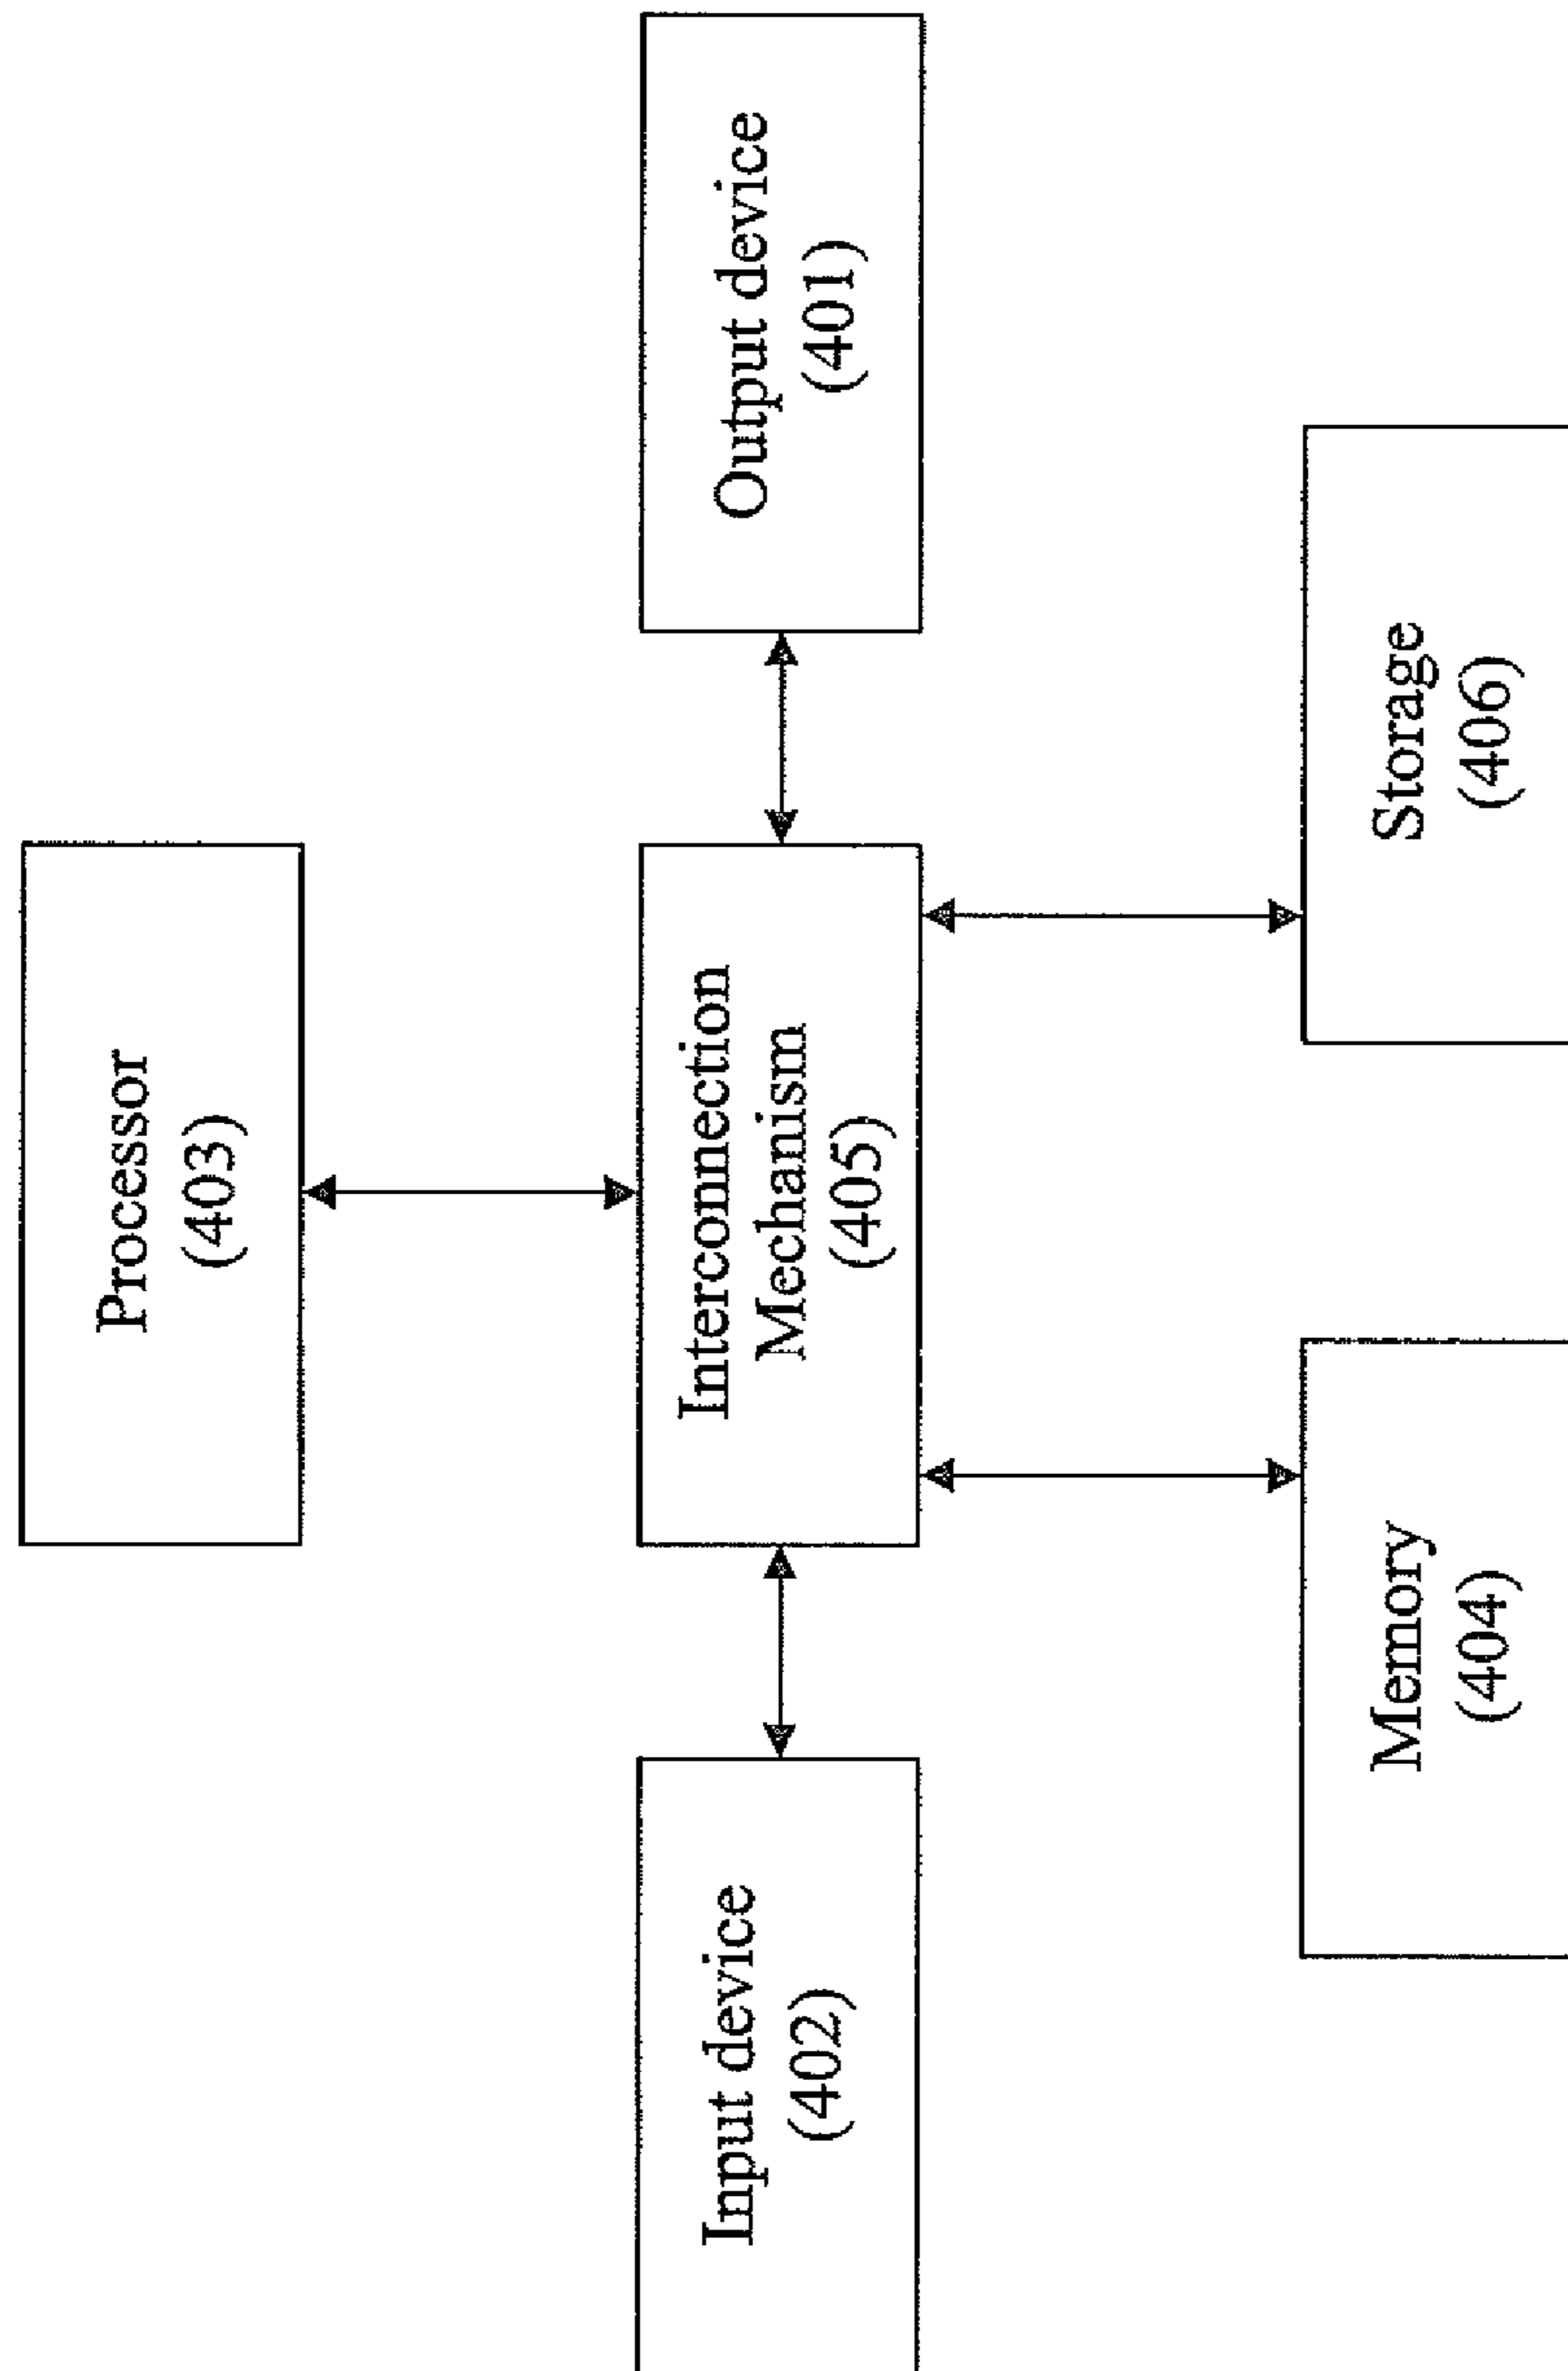 Processor
(403)
Input device
(402)
Interconnection
Mechanism
(405)
Output device
(401)
Memory
(404)
Storage
(406)